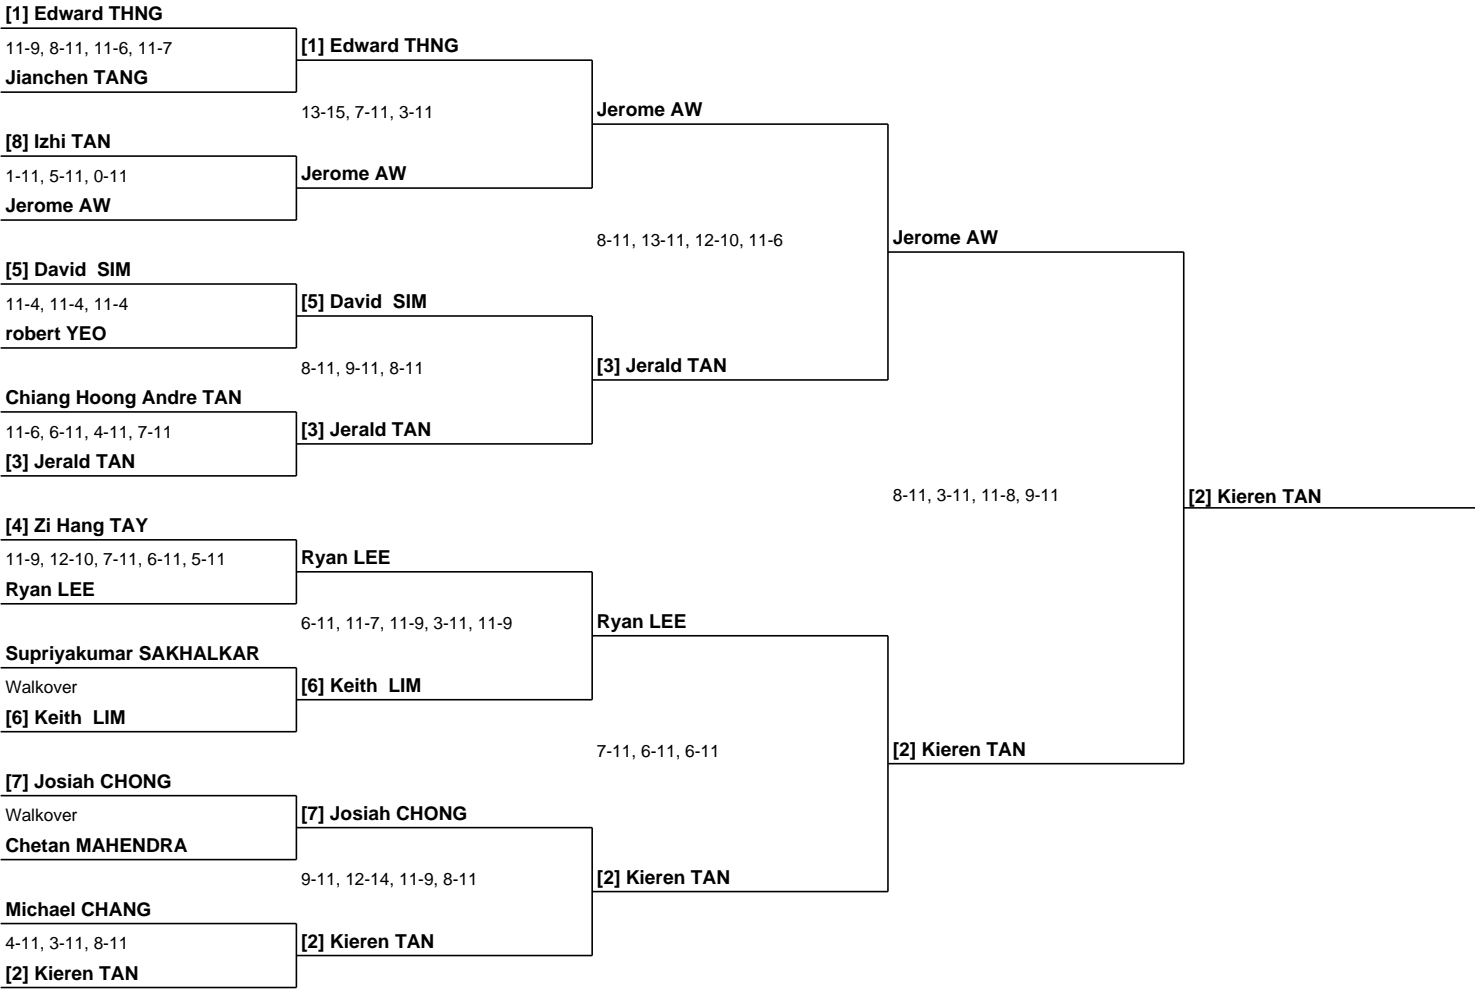 [1] Edward THNG
11-9, 8-11, 11-6, 11-7
Jianchen TANG
[8] Izhi TAN
1-11, 5-11, 0-11
Jerome AW
[5] David  SIM
11-4, 11-4, 11-4
robert YEO
Chiang Hoong Andre TAN
11-6, 6-11, 4-11, 7-11
[3] Jerald TAN
[4] Zi Hang TAY
11-9, 12-10, 7-11, 6-11, 5-11
Ryan LEE
Supriyakumar SAKHALKAR
Walkover
[6] Keith  LIM
[7] Josiah CHONG
Walkover
Chetan MAHENDRA
Michael CHANG
4-11, 3-11, 8-11
[2] Kieren TAN
[1] Edward THNG
13-15, 7-11, 3-11
Jerome AW
[5] David  SIM
8-11, 9-11, 8-11
[3] Jerald TAN
Ryan LEE
6-11, 11-7, 11-9, 3-11, 11-9
[6] Keith  LIM
[7] Josiah CHONG
9-11, 12-14, 11-9, 8-11
[2] Kieren TAN
Jerome AW
8-11, 13-11, 12-10, 11-6
[3] Jerald TAN
Ryan LEE
7-11, 6-11, 6-11
[2] Kieren TAN
Jerome AW
8-11, 3-11, 11-8, 9-11
[2] Kieren TAN
[2] Kieren TAN